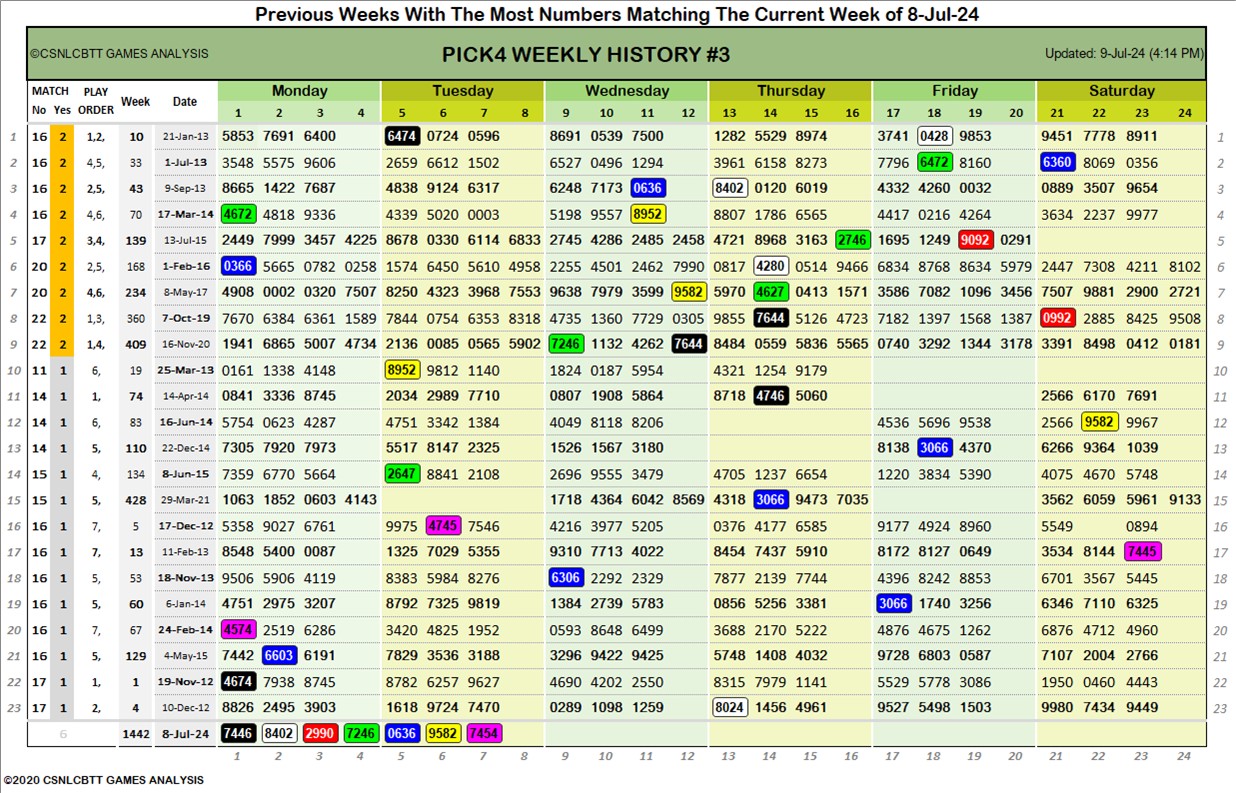 Previous Weeks With The Most Numbers Matching The Current Week of 8-Jul-24
©CSNLCBTT GAMES ANALYSIS PICK4 WEEKLY HISTORY #3 Updated: 9-Jul-24 (4:14 PM)
MATCH PLAY Week Date Monday Tuesday Wednesday Thursday Friday Saturday
No Yes ORDER 1 2 3 4 5 6 7 8 9 10 11 12 13 14 15 16 17 18 19 20 21 22 23 24
1 16 2 1,2, 10 21-Jan-13 5853 7691 6400 6474 0724 0596 8691 0539 7500 1282 5529 8974 3741 0428 9853 9451 7778 8911 1
2 16 2 4,5, 33 1-Jul-13 3548 5575 9606 2659 6612 1502 6527 0496 1294 3961 6158 8273 7796 6472 8160 6360 8069 0356 2
3 16 2 2,5, 43 9-Sep-13 8665 1422 7687 4838 9124 6317 6248 7173 0636 8402 0120 6019 4332 4260 0032 0889 3507 9654 3
4 16 2 4,6, 70 17-Mar-14 4672 4818 9336 4339 5020 0003 5198 9557 8952 8807 1786 6565 4417 0216 4264 3634 2237 9977 4
5 17 2 3,4, 139 13-Jul-15 2449 7999 3457 4225 8678 0330 6114 6833 2745 4286 2485 2458 4721 8968 3163 2746 1695 1249 9092 0291 5
6 20 2 2,5, 168 1-Feb-16 0366 5665 0782 0258 1574 6450 5610 4958 2255 4501 2462 7990 0817 4280 0514 9466 6834 8768 8634 5979 2447 7308 4211 8102 6
7 20 2 4,6, 234 8-May-17 4908 0002 0320 7507 8250 4323 3968 7553 9638 7979 3599 9582 5970 4627 0413 1571 3586 7082 1096 3456 7507 9881 2900 2721 7
8 22 2 1,3, 360 7-Oct-19 7670 6384 6361 1589 7844 0754 6353 8318 4735 1360 7729 0305 9855 7644 5126 4723 7182 1397 1568 1387 0992 2885 8425 9508 8
9 22 2 1,4, 409 16-Nov-20 1941 6865 5007 4734 2136 0085 0565 5902 7246 1132 4262 7644 8484 0559 5836 5565 0740 3292 1344 3178 3391 8498 0412 0181 9
10 11 1 6, 19 25-Mar-13 0161 1338 4148 8952 9812 1140 1824 0187 5954 4321 1254 9179 10
11 14 1 1, 74 14-Apr-14 0841 3336 8745 2034 2989 7710 0807 1908 5864 8718 4746 5060 2566 6170 7691 11
12 14 1 6, 83 16-Jun-14 5754 0623 4287 4751 3342 1384 4049 8118 8206 4536 5696 9538 2566 9582 9967 12
13 14 1 5, 110 22-Dec-14 7305 7920 7973 5517 8147 2325 1526 1567 3180 8138 3066 4370 6266 9364 1039 13
14 15 1 4, 134 8-Jun-15 7359 6770 5664 2647 8841 2108 2696 9555 3479 4705 1237 6654 1220 3834 5390 4075 4670 5748 14
15 15 1 5, 428 29-Mar-21 1063 1852 0603 4143 1718 4364 6042 8569 4318 3066 9473 7035 3562 6059 5961 9133 15
16 16 1 7, 5 17-Dec-12 5358 9027 6761 9975 4745 7546 4216 3977 5205 0376 4177 6585 9177 4924 8960 5549 0894 16
17 16 1 7, 13 11-Feb-13 8548 5400 0087 1325 7029 5355 9310 7713 4022 8454 7437 5910 8172 8127 0649 3534 8144 7445 17
18 16 1 5, 53 18-Nov-13 9506 5906 4119 8383 5984 8276 6306 2292 2329 7877 2139 7744 4396 8242 8853 6701 3567 5445 18
19 16 1 5, 60 6-Jan-14 4751 2975 3207 8792 7325 9819 1384 2739 5783 0856 5256 3381 3066 1740 3256 6346 7110 6325 19
20 16 1 7, 67 24-Feb-14 4574 2519 6286 3420 4825 1952 0593 8648 6499 3688 2170 5222 4876 4675 1262 6876 4712 4960 20
21 16 1 5, 129 4-May-15 7442 6603 6191 7829 3536 3188 3296 9422 9425 5748 1408 4032 9728 6803 0587 7107 2004 2766 21
22 17 1 1, 1 19-Nov-12 4674 7938 8745 8782 6257 9627 4690 4202 2550 8315 7979 1141 5529 5778 3086 1950 0460 4443 22
23 17 1 2, 4 10-Dec-12 8826 2495 3903 1618 9724 7470 0289 1098 1259 8024 1456 4961 9527 5498 1503 9980 7434 9449 23
6 1442 8-Jul-24 7446 8402 2990 7246 0636 9582 7454
1 2 3 4 5 6 7 8 9 10 11 12 13 14 15 16 17 18 19 20 21 22 23 24
©2020 CSNLCBTT GAMES ANALYSIS